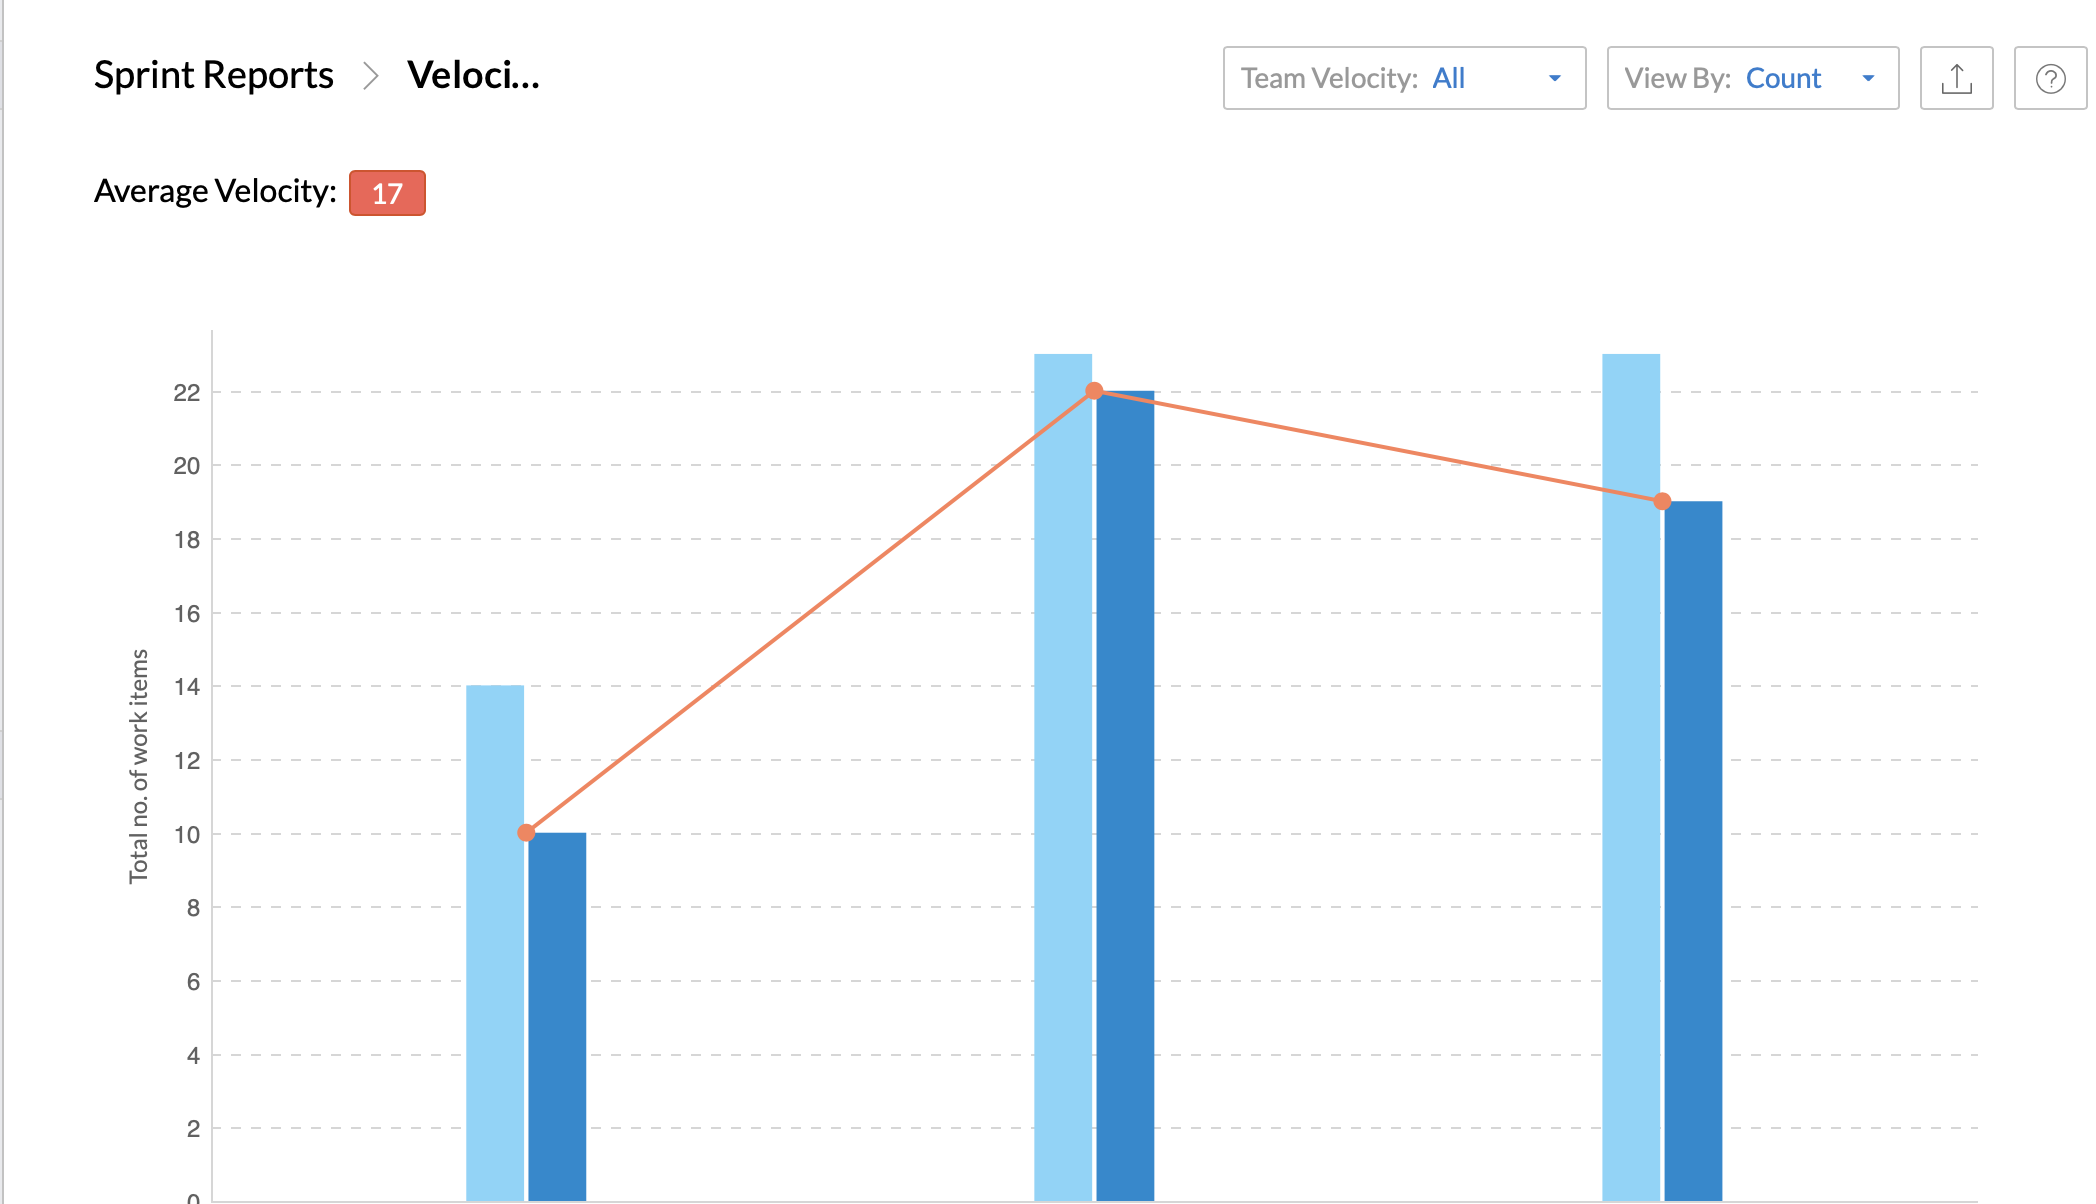 Sprint Reports > Veloci...
Team Velocity: All
View By: Count
?
Average Velocity: 17
22
20
18
16
14
12
10
8
6
4
2
0
Total no. of work items